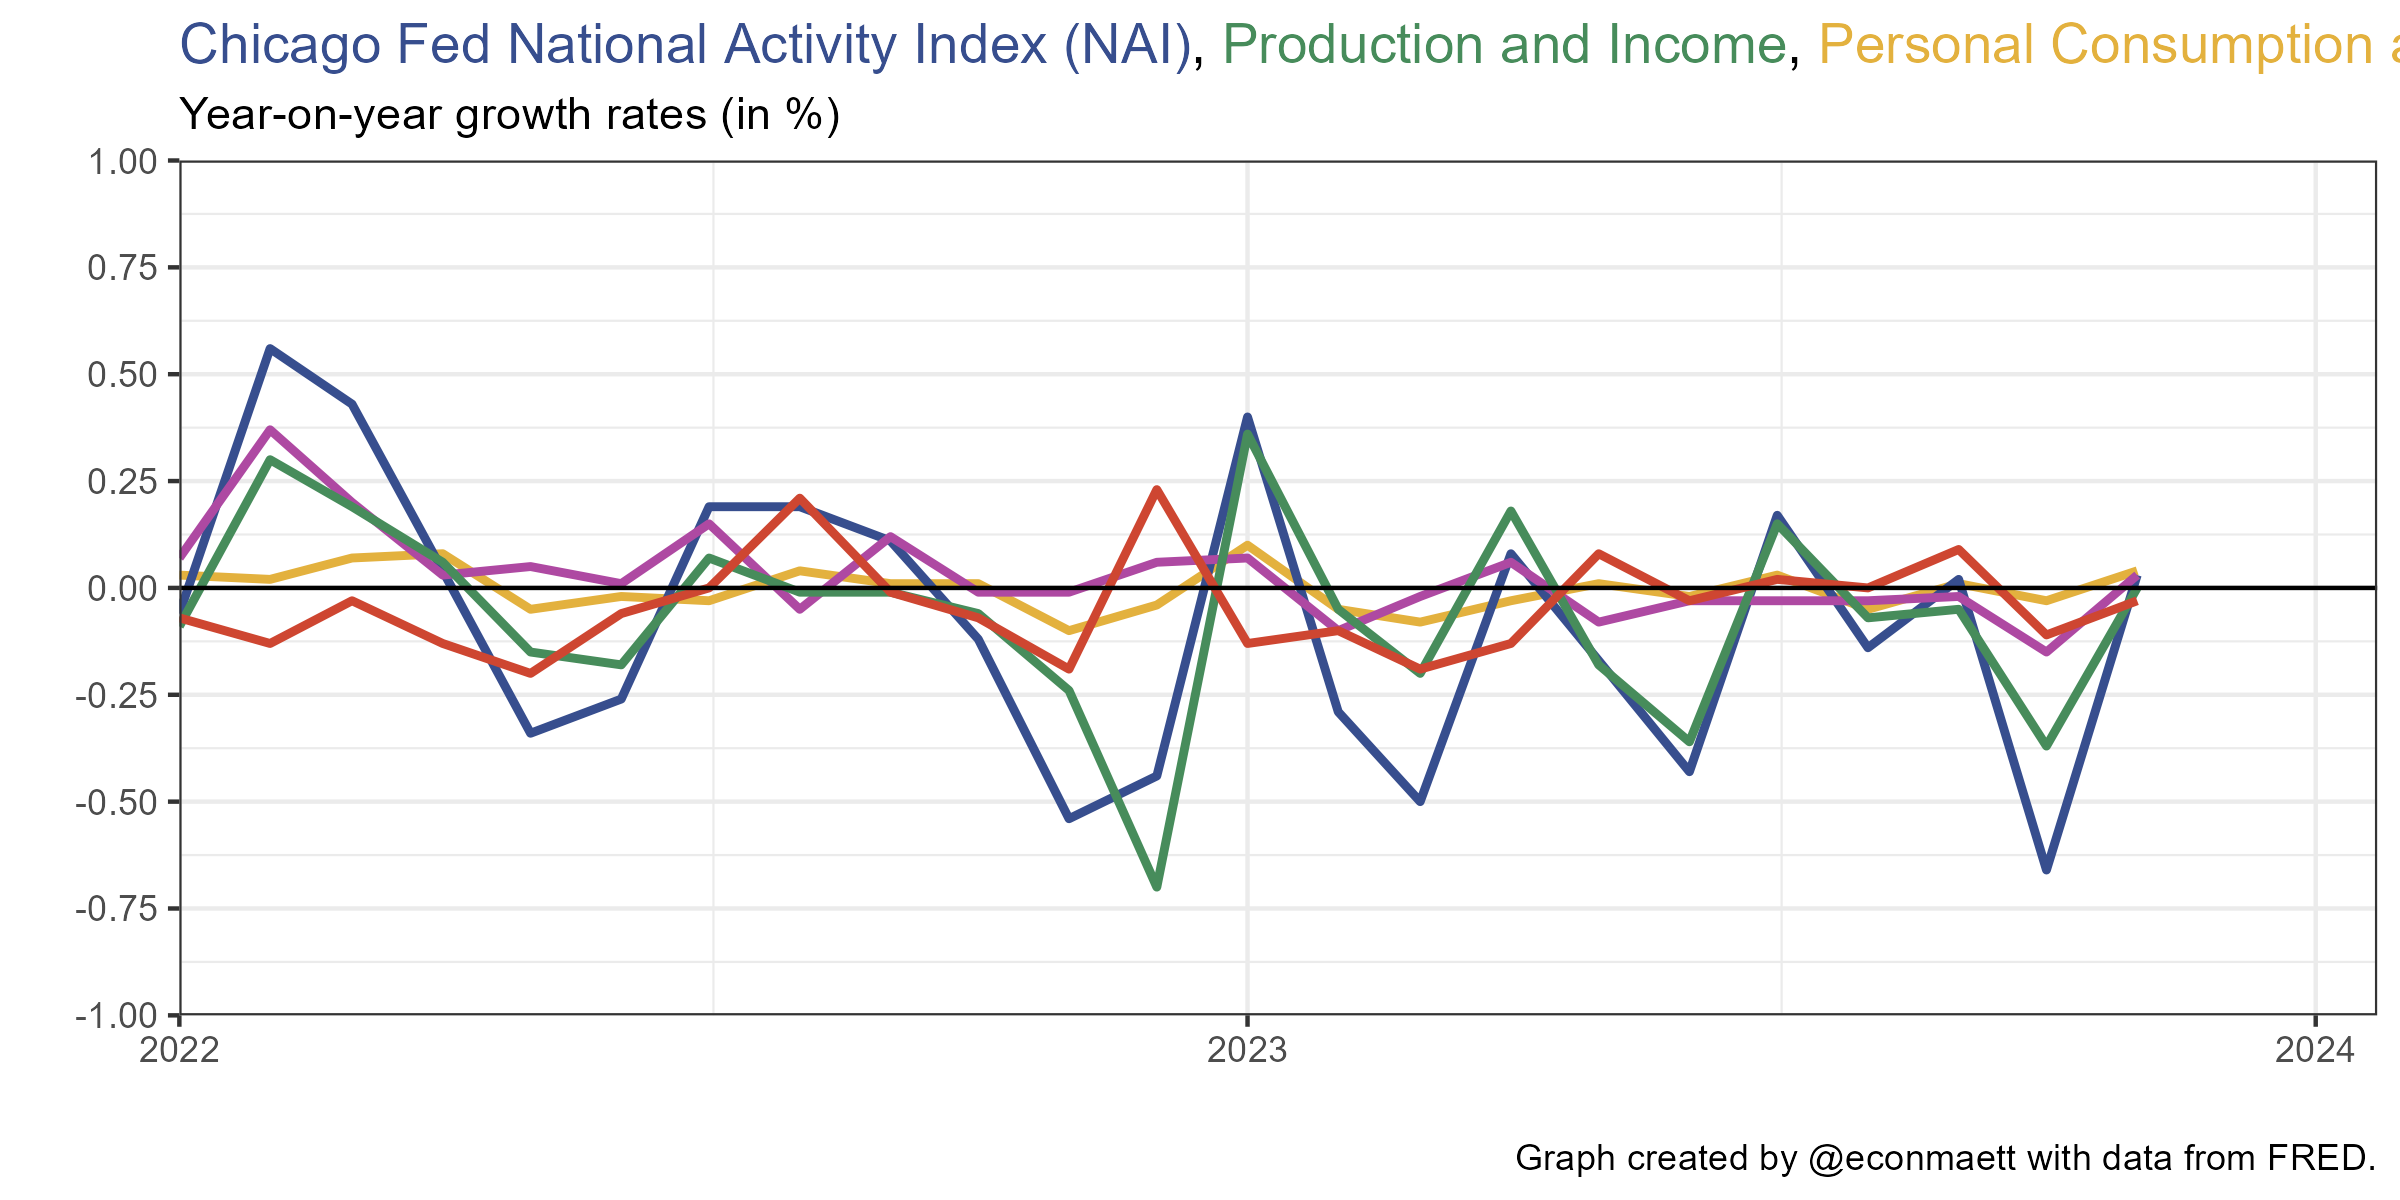 Chicago Fed National Activity Index (NAI), Production and Income, Personal Consumption
Year-on-year growth rates (in %)
1.00
0.75
0.50
0.25
0.00
-0.25
-0.50
-0.75
-1.00
2022 2023 2024
Graph created by @econmaett with data from FRED.